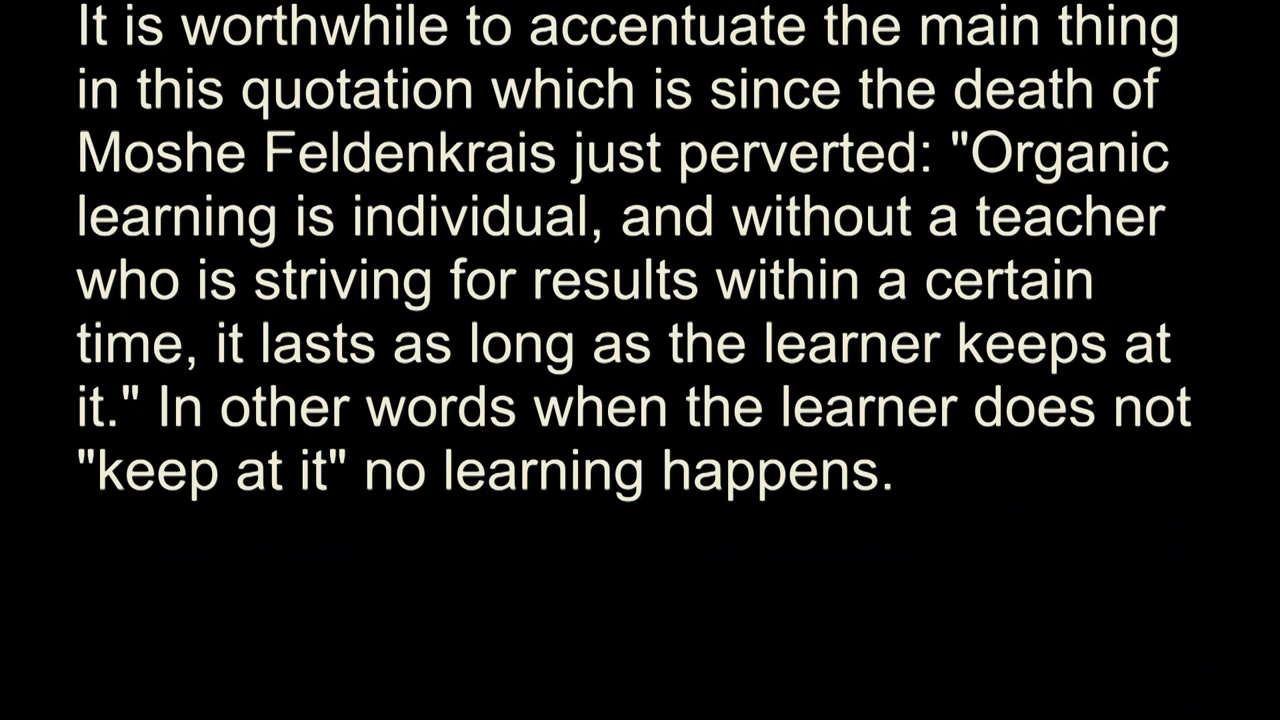 It is worthwhile to accentuate the main thing
in this quotation which is since the death of
Moshe Feldenkrais just perverted: "Organic
learning is individual, and without a teacher
who is striving for results within a certain
time, it lasts as long as the learner keeps at
it." In other words when the learner does not
"keep at it" no learning happens.